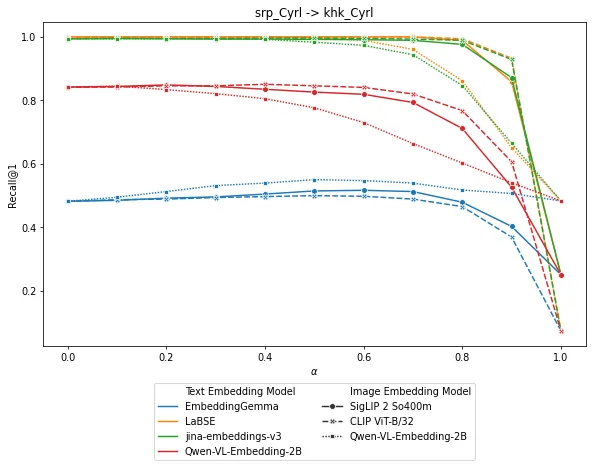 srp_Cyrl -> khk_Cyrl
Recall@1
1.0
0.8
0.6
0.4
0.2
0.0 0.2 0.4 0.6 0.8 1.0
α
Text Embedding Model
EmbeddingGemma
LaBSE
jina-embeddings-v3
Qwen-VL-Embedding-2B
Image Embedding Model
SigLIP 2 So400m
CLIP ViT-B/32
Qwen-VL-Embedding-2B